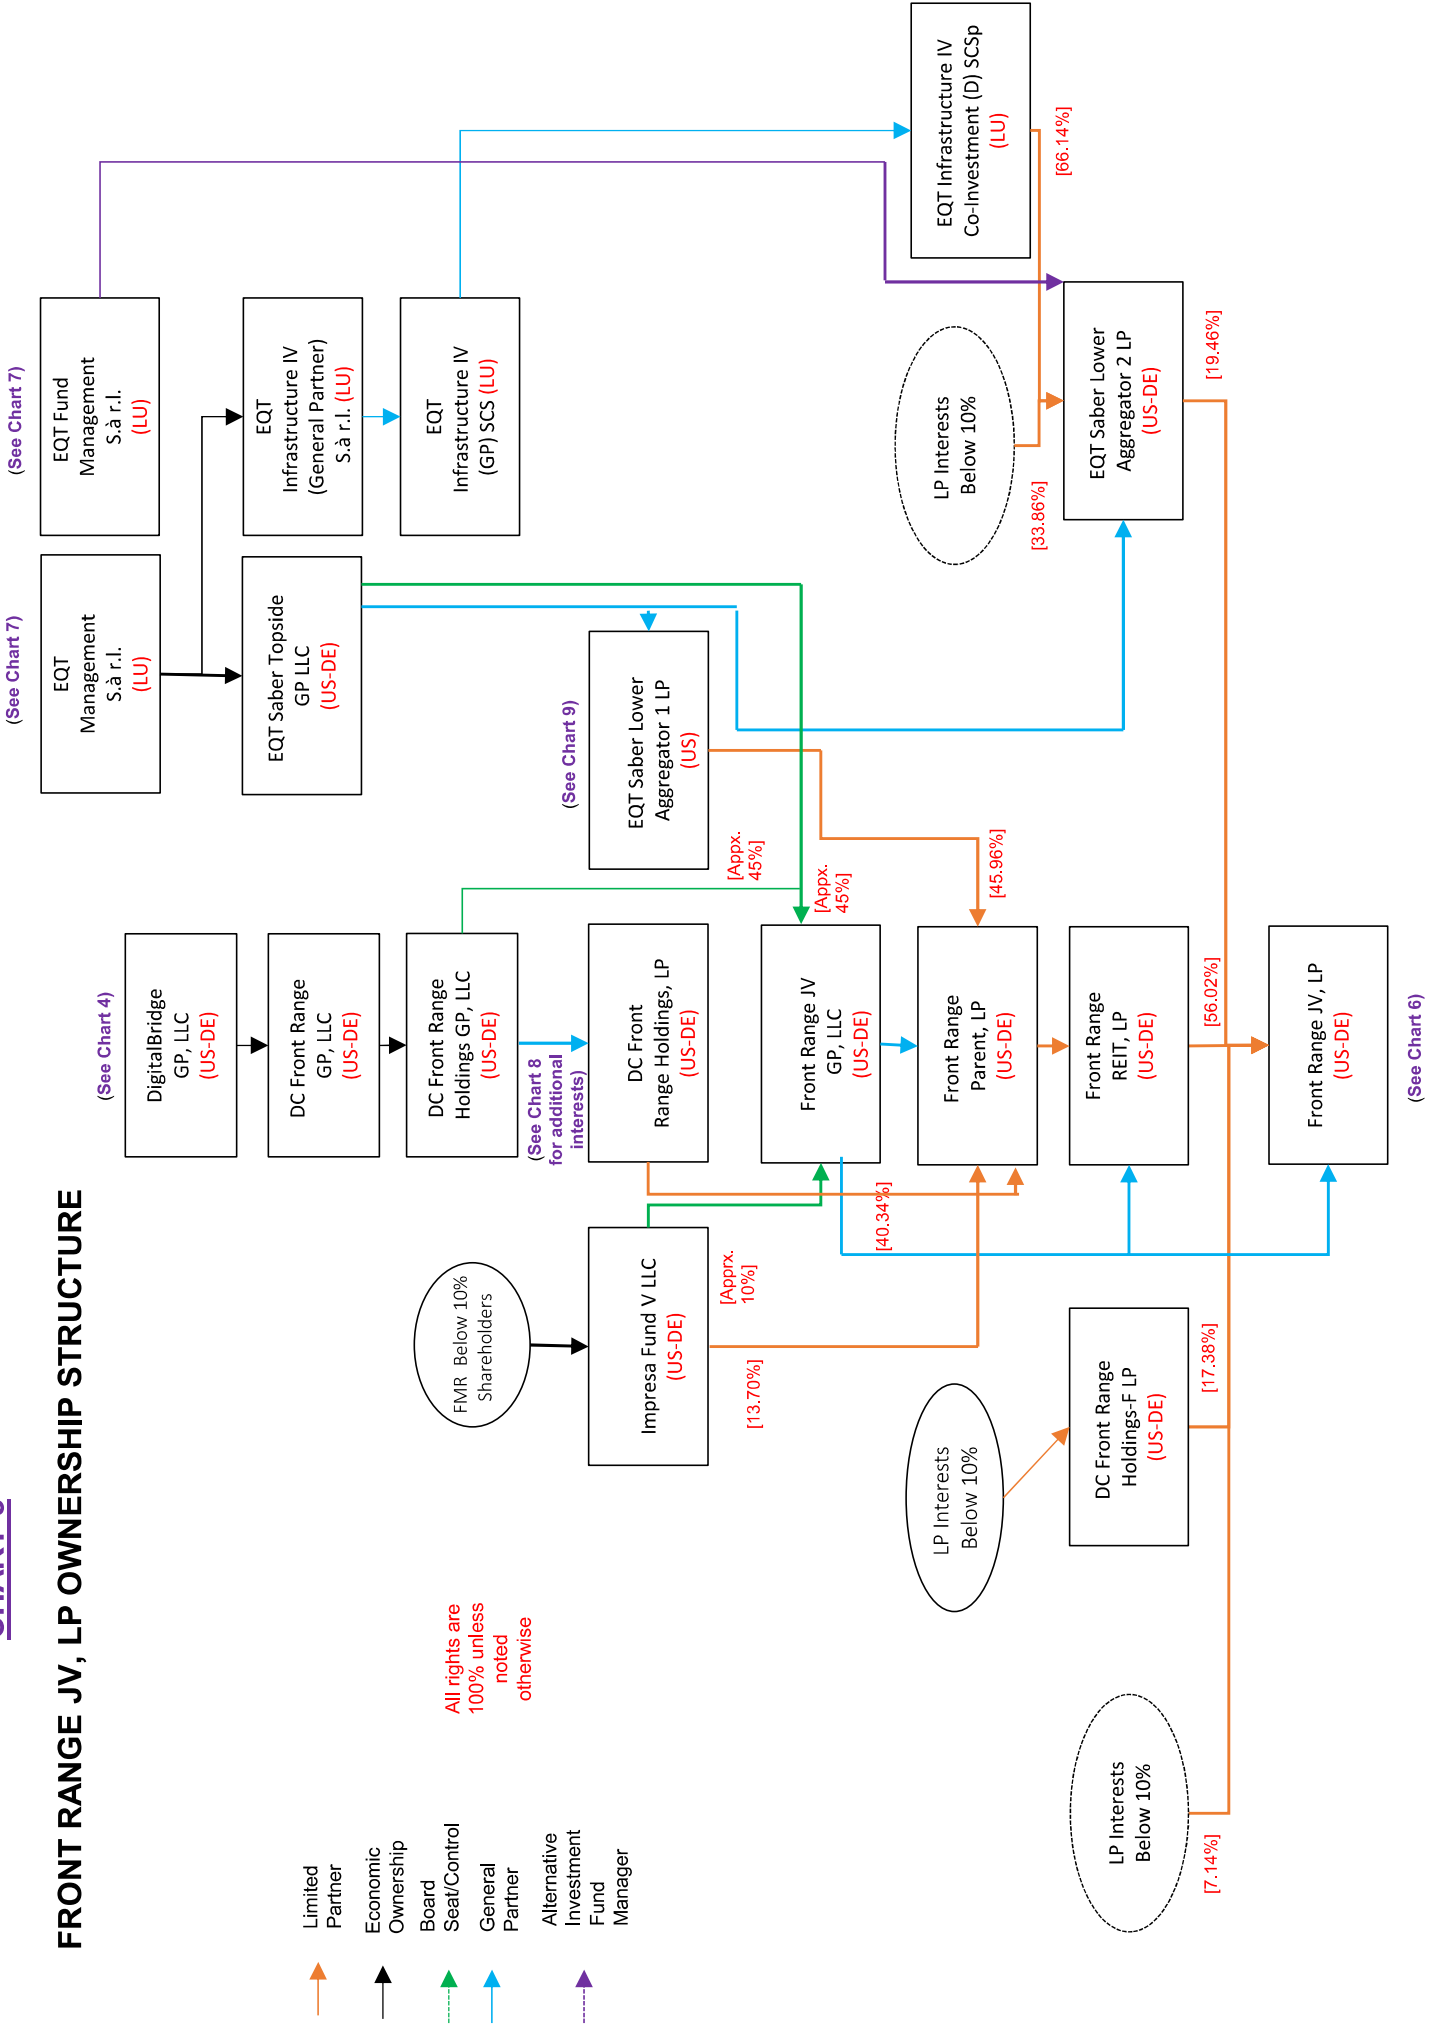 FRONT RANGE JV, LP OWNERSHIP STRUCTURE
Limited
Partner
Economic
Ownership
Board
Seat/Control
General
Partner
Alternative
Investment
Fund
Manager
All rights are
100% unless
noted
otherwise
(See Chart 4)
DigitalBridge
GP, LLC
(US-DE)
DC Front Range
GP, LLC
(US-DE)
DC Front Range
Holdings GP, LLC
(US-DE)
(See Chart 8
for additional
interests)
DC Front
Range Holdings, LP
(US-DE)
(See Chart 7)
EQT
Management
S.à r.l.
(LU)
(See Chart 7)
EQT Fund
Management
S.à r.l.
(LU)
EQT Saber Topside
GP LLC
(US-DE)
EQT
Infrastructure IV
(General Partner)
S.à r.l. (LU)
EQT
Infrastructure IV
(GP) SCS (LU)
FMR Below 10%
Shareholders
Impresa Fund V LLC
(US-DE)
[Apprx.
10%]
[13.70%]
(See Chart 9)
EQT Saber Lower
Aggregator 1 LP
(US)
[Appx.
45%]
[Appx.
45%]
Front Range JV
GP, LLC
(US-DE)
[40.34%]
[45.96%]
Front Range
Parent, LP
(US-DE)
LP Interests
Below 10%
LP Interests
Below 10%
EQT Infrastructure IV
Co-Investment (D) SCSp
(LU)
[33.86%]
[66.14%]
LP Interests
Below 10%
[7.14%]
DC Front Range
Holdings-F LP
(US-DE)
[17.38%]
Front Range
REIT, LP
(US-DE)
[56.02%]
EQT Saber Lower
Aggregator 2 LP
(US-DE)
[19.46%]
Front Range JV, LP
(US-DE)
(See Chart 6)